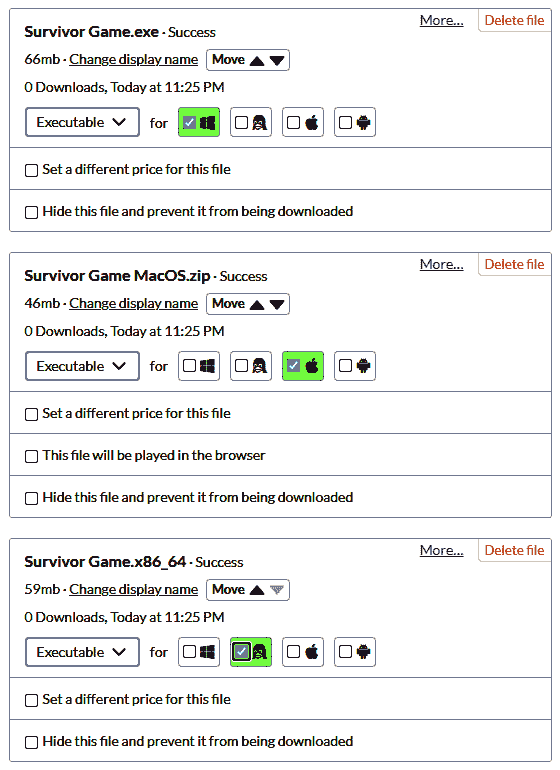 More... Delete file
Survivor Game.exe · Success
66mb · Change display name Move
0 Downloads, Today at 11:25 PM
Executable for
Set a different price for this file
Hide this file and prevent it from being downloaded
More... Delete file
Survivor Game MacOS.zip · Success
46mb · Change display name Move
0 Downloads, Today at 11:25 PM
Executable for
Set a different price for this file
This file will be played in the browser
Hide this file and prevent it from being downloaded
More... Delete file
Survivor Game.x86_64 · Success
59mb · Change display name Move
0 Downloads, Today at 11:25 PM
Executable for
Set a different price for this file
Hide this file and prevent it from being downloaded